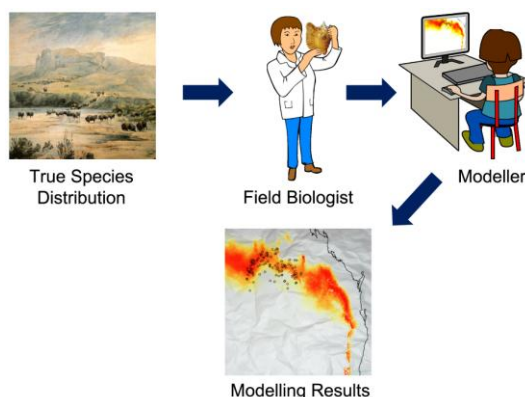 True Species
Distribution
Field Biologist
Modeller
Modelling Results